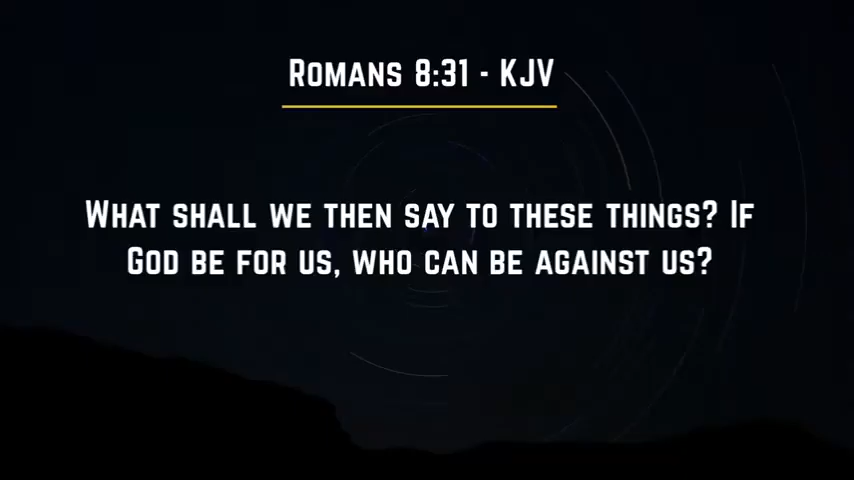 Romans 8:31 - KJV
What shall we then say to these things? If
God be for us, who can be against us?